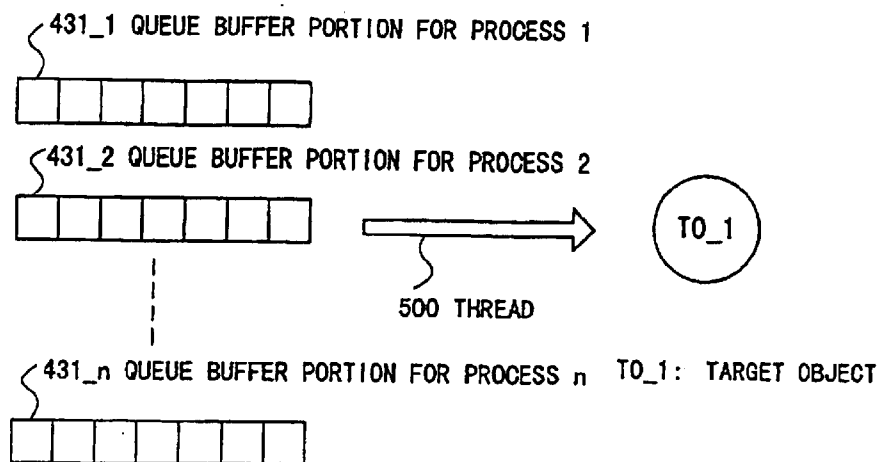 431_1 QUEUE BUFFER PORTION FOR PROCESS 1
431_2 QUEUE BUFFER PORTION FOR PROCESS 2
TO_1
500 THREAD
431_n QUEUE BUFFER PORTION FOR PROCESS n TO_1: TARGET OBJECT